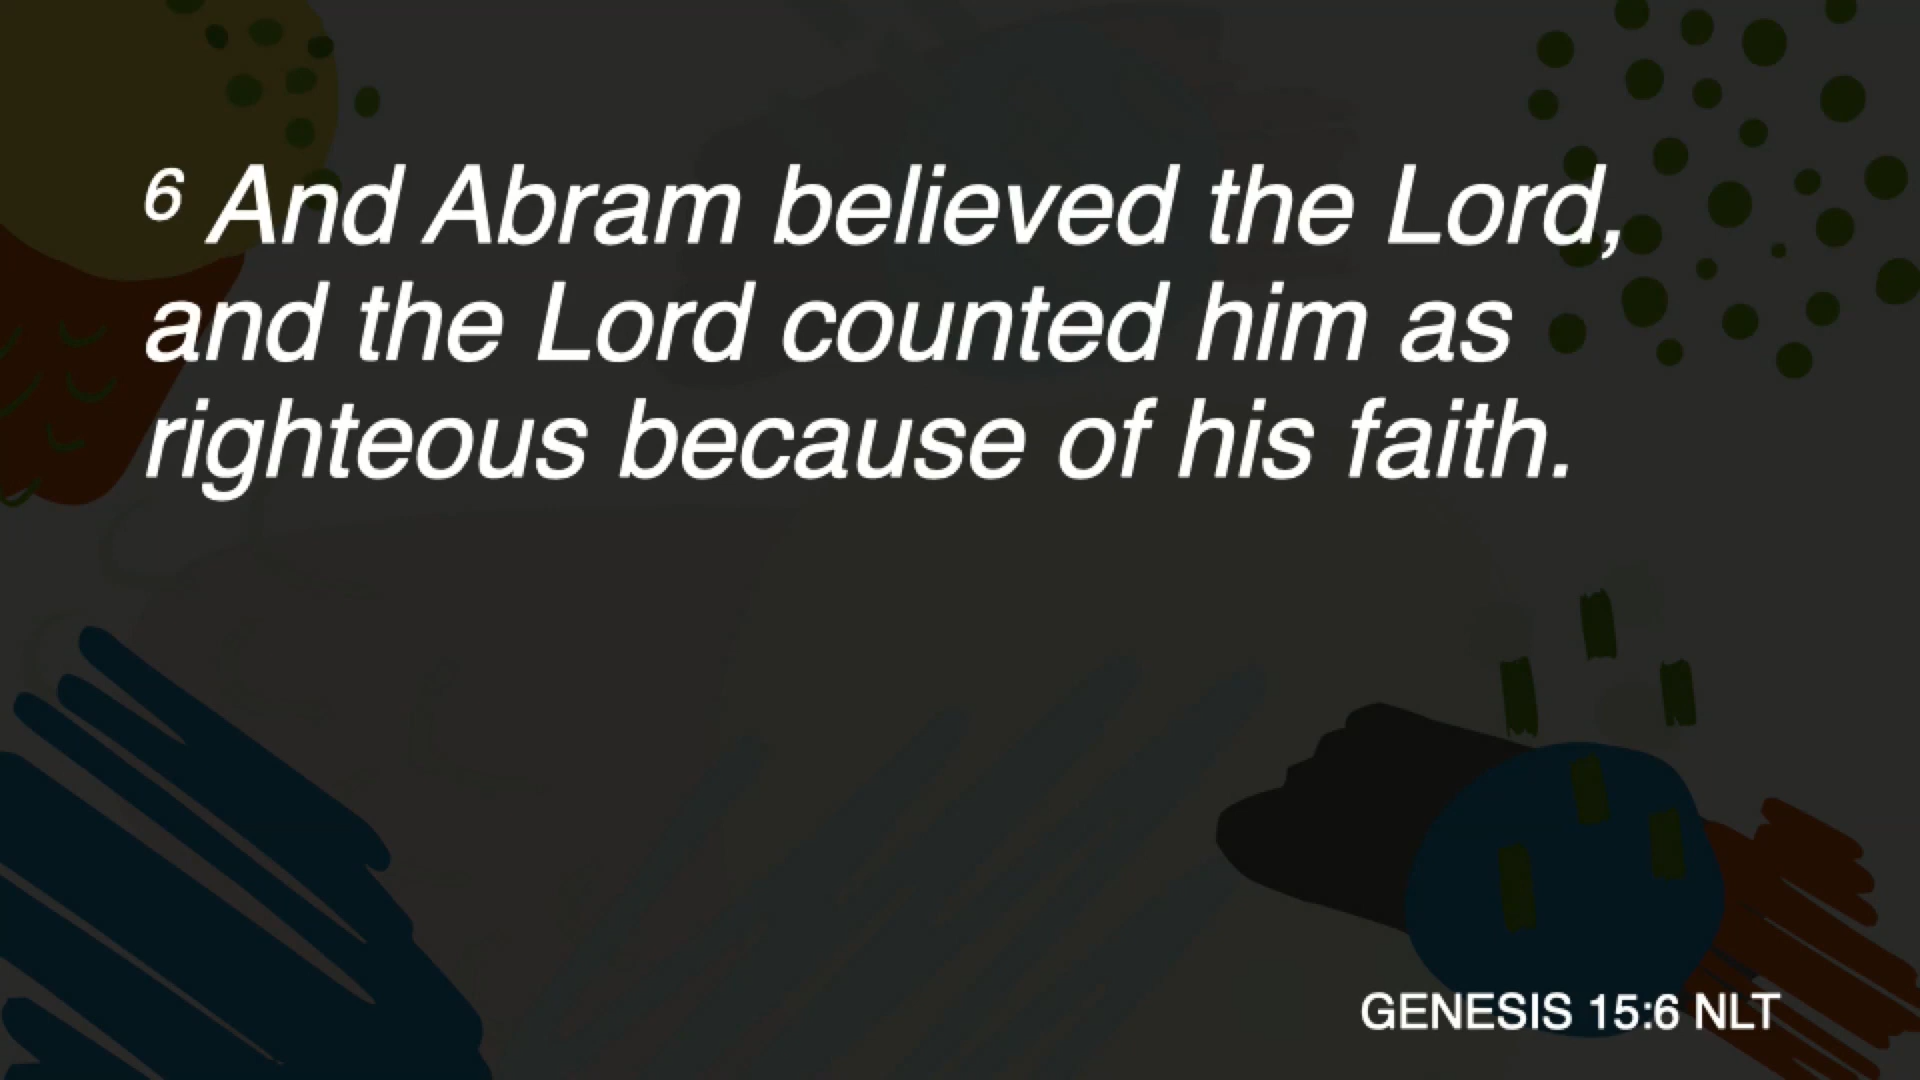 6 And Abram believed the Lord,
and the Lord counted him as
righteous because of his faith.
GENESIS 15:6 NLT